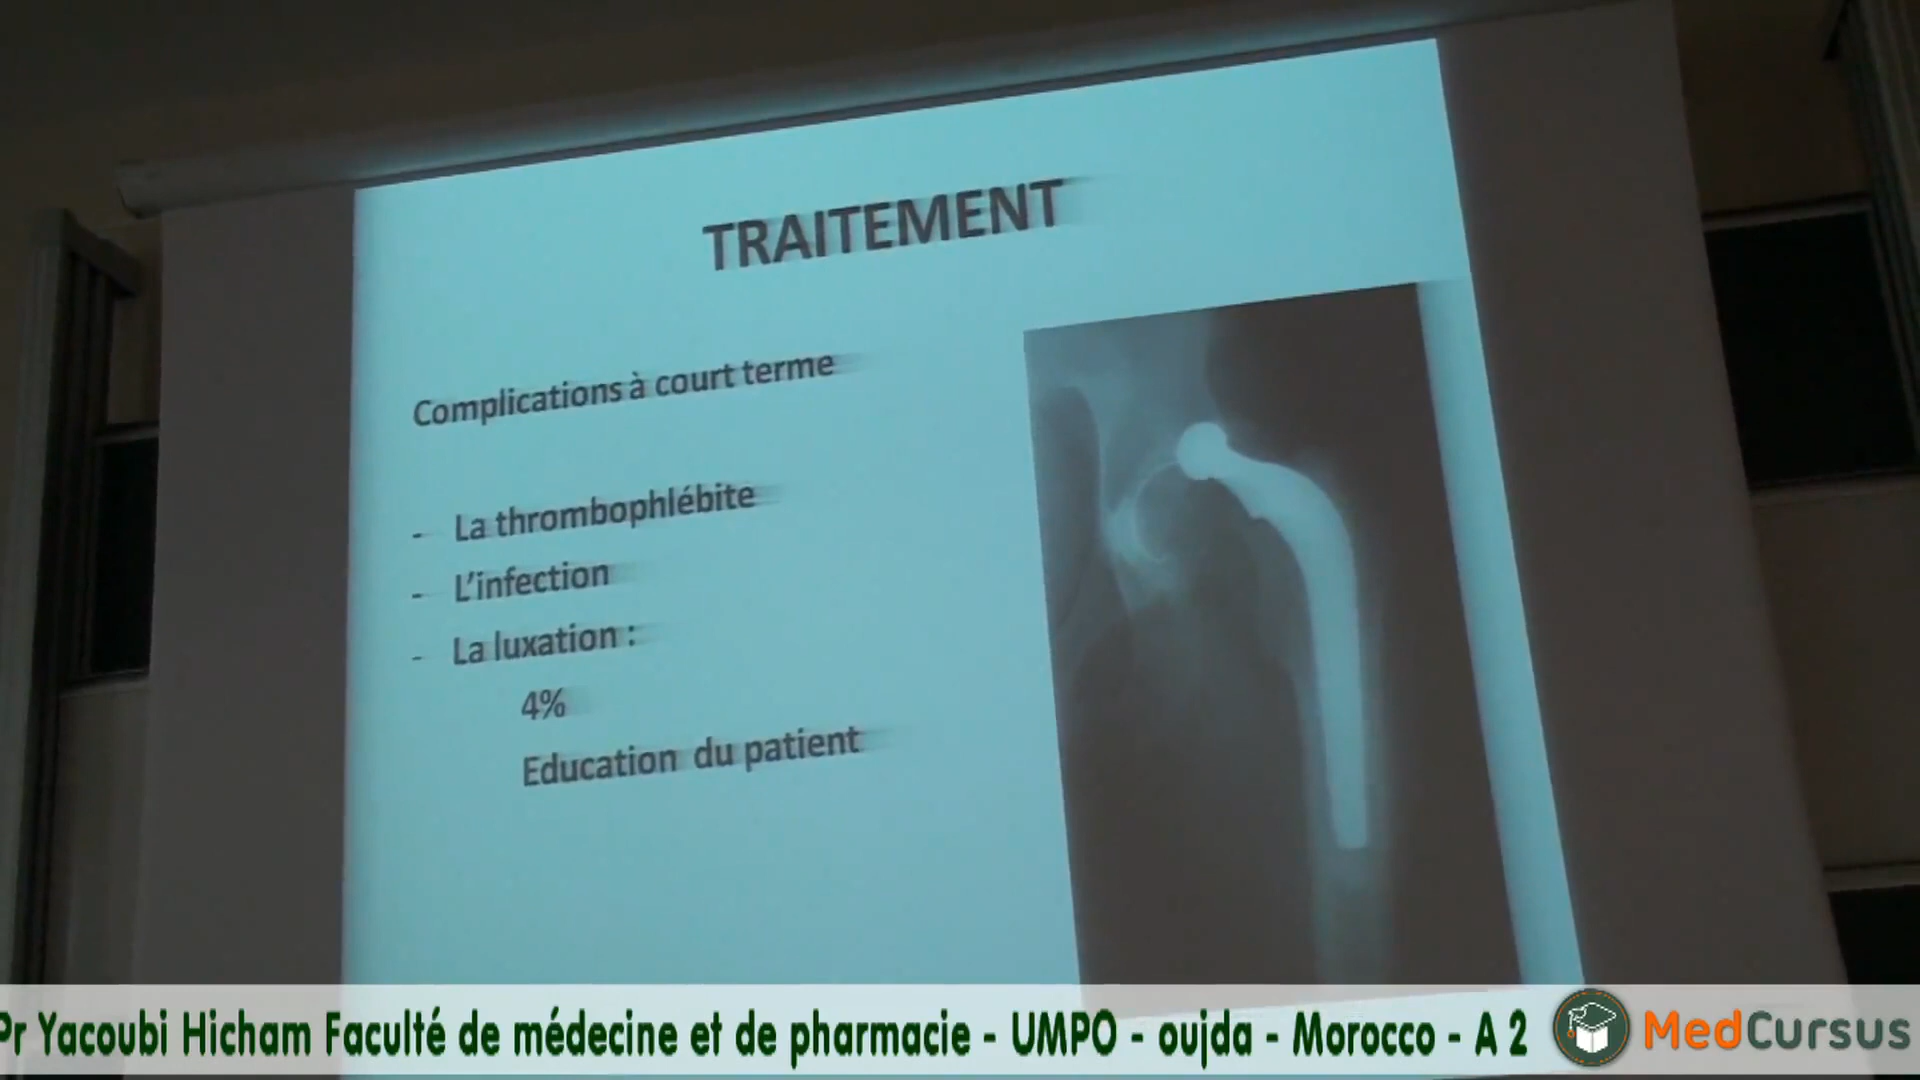 TRAITEMENT
Complications à court terme
- La thrombophlébite
- L'infection
- La luxation :
4%
Education du patient
Pr Yacoubi Hicham Faculté de médecine et de pharmacie - UMPO - oujda - Morocco - A 2
MedCursus